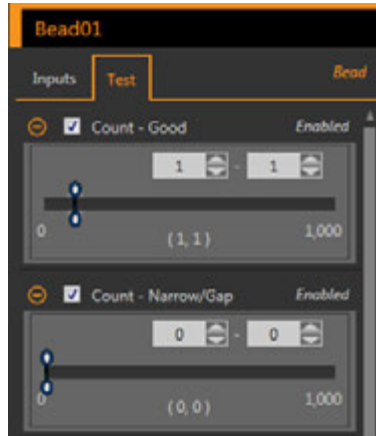 Bead01
Inputs Test Bead
Count - Good Enabled
1 - 1
0 (1, 1) 1,000
Count - Narrow/Gap Enabled
0 - 0
0 (0, 0) 1,000